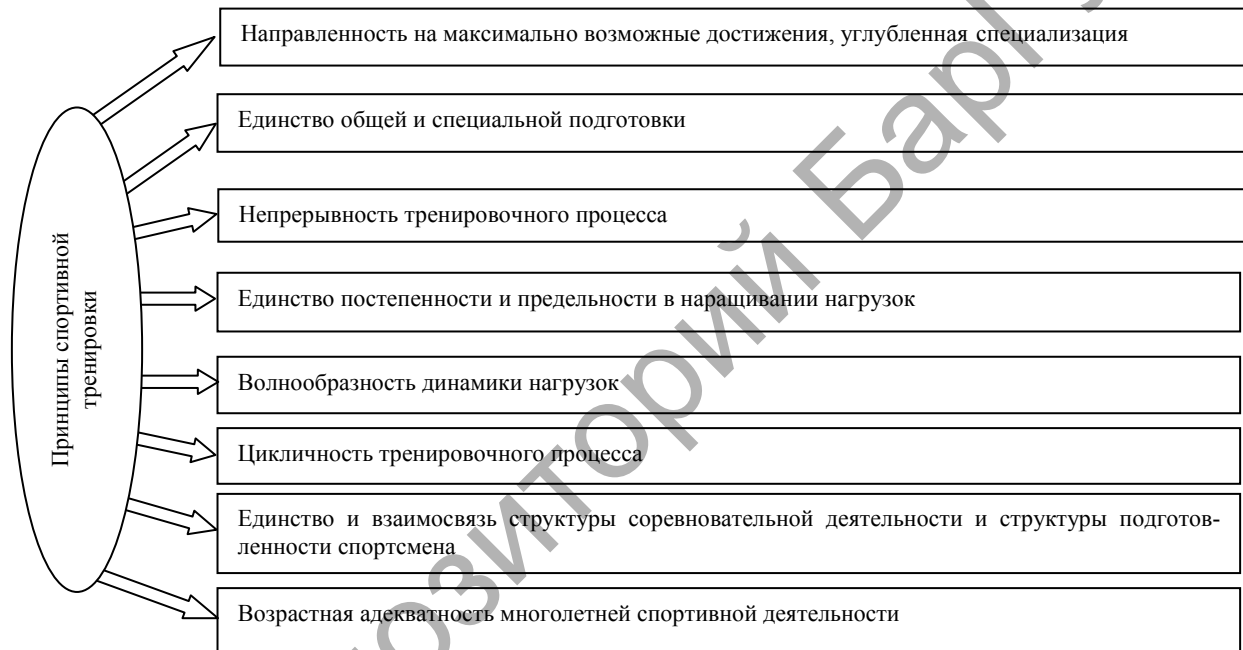 Принципы спортивной
тренировки
Направленность на максимально возможные достижения, углубленная специализация
Единство общей и специальной подготовки
Непрерывность тренировочного процесса
Единство постепенности и предельности в наращивании нагрузок
Волнообразность динамики нагрузок
Цикличность тренировочного процесса
Единство и взаимосвязь структуры соревновательной деятельности и структуры подготов-
ленности спортсмена
Возрастная адекватность многолетней спортивной деятельности